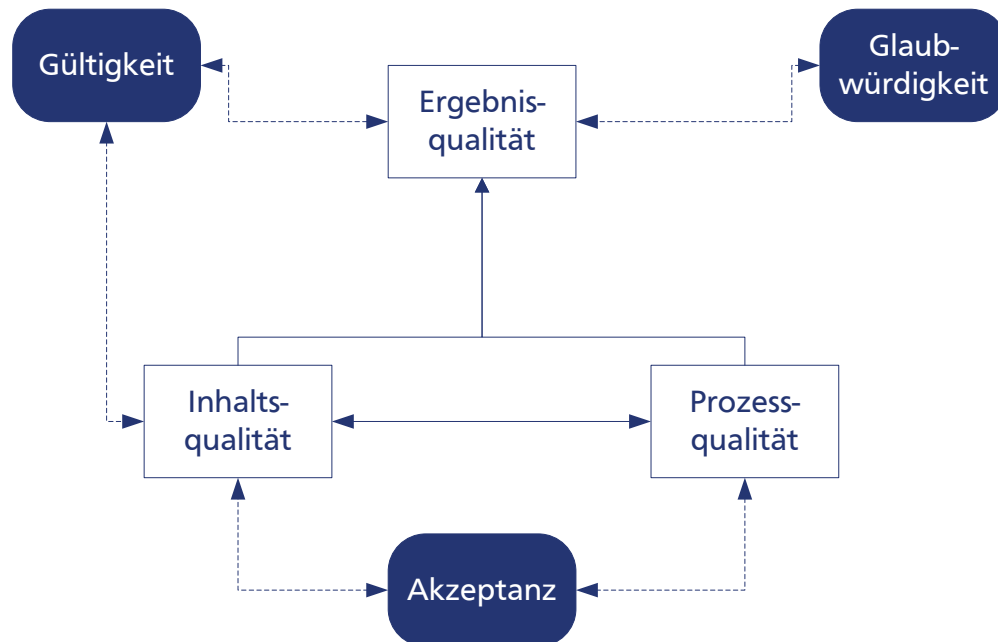 Gültigkeit
Glaub-
würdigkeit
Ergebnis-
qualität
Inhalts-
qualität
Prozess-
qualität
Akzeptanz